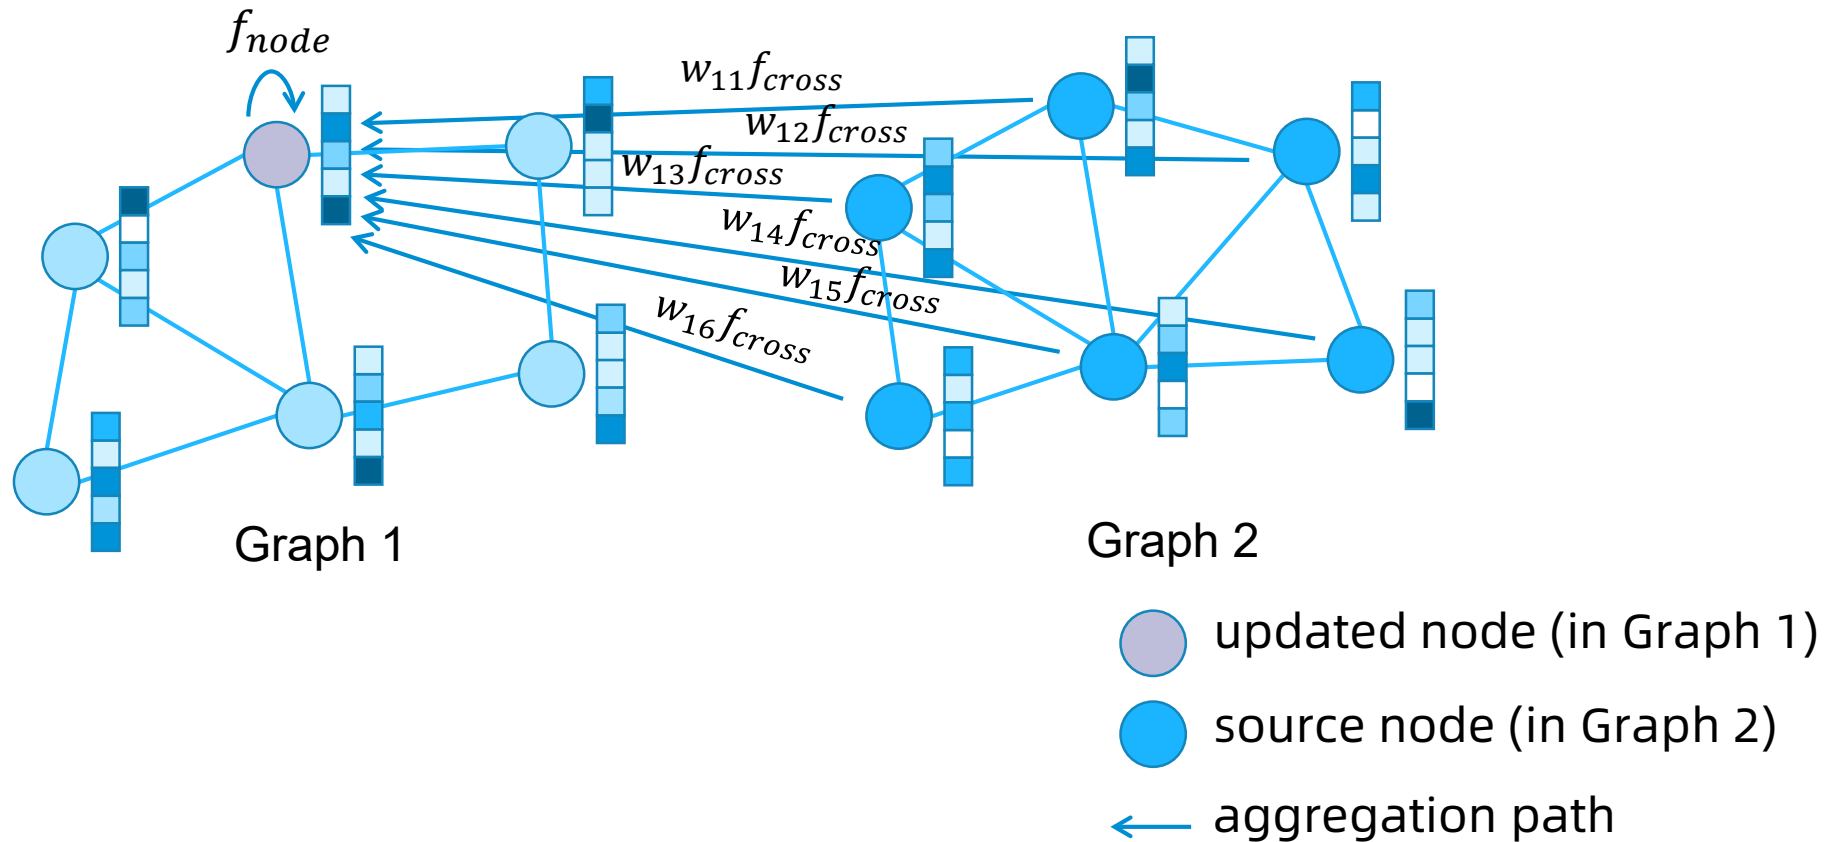 f_node
w_11 f_cross
w_12 f_cross
w_13 f_cross
w_14 f_cross
w_15 f_cross
w_16 f_cross
Graph 1
Graph 2
updated node (in Graph 1)
source node (in Graph 2)
aggregation path